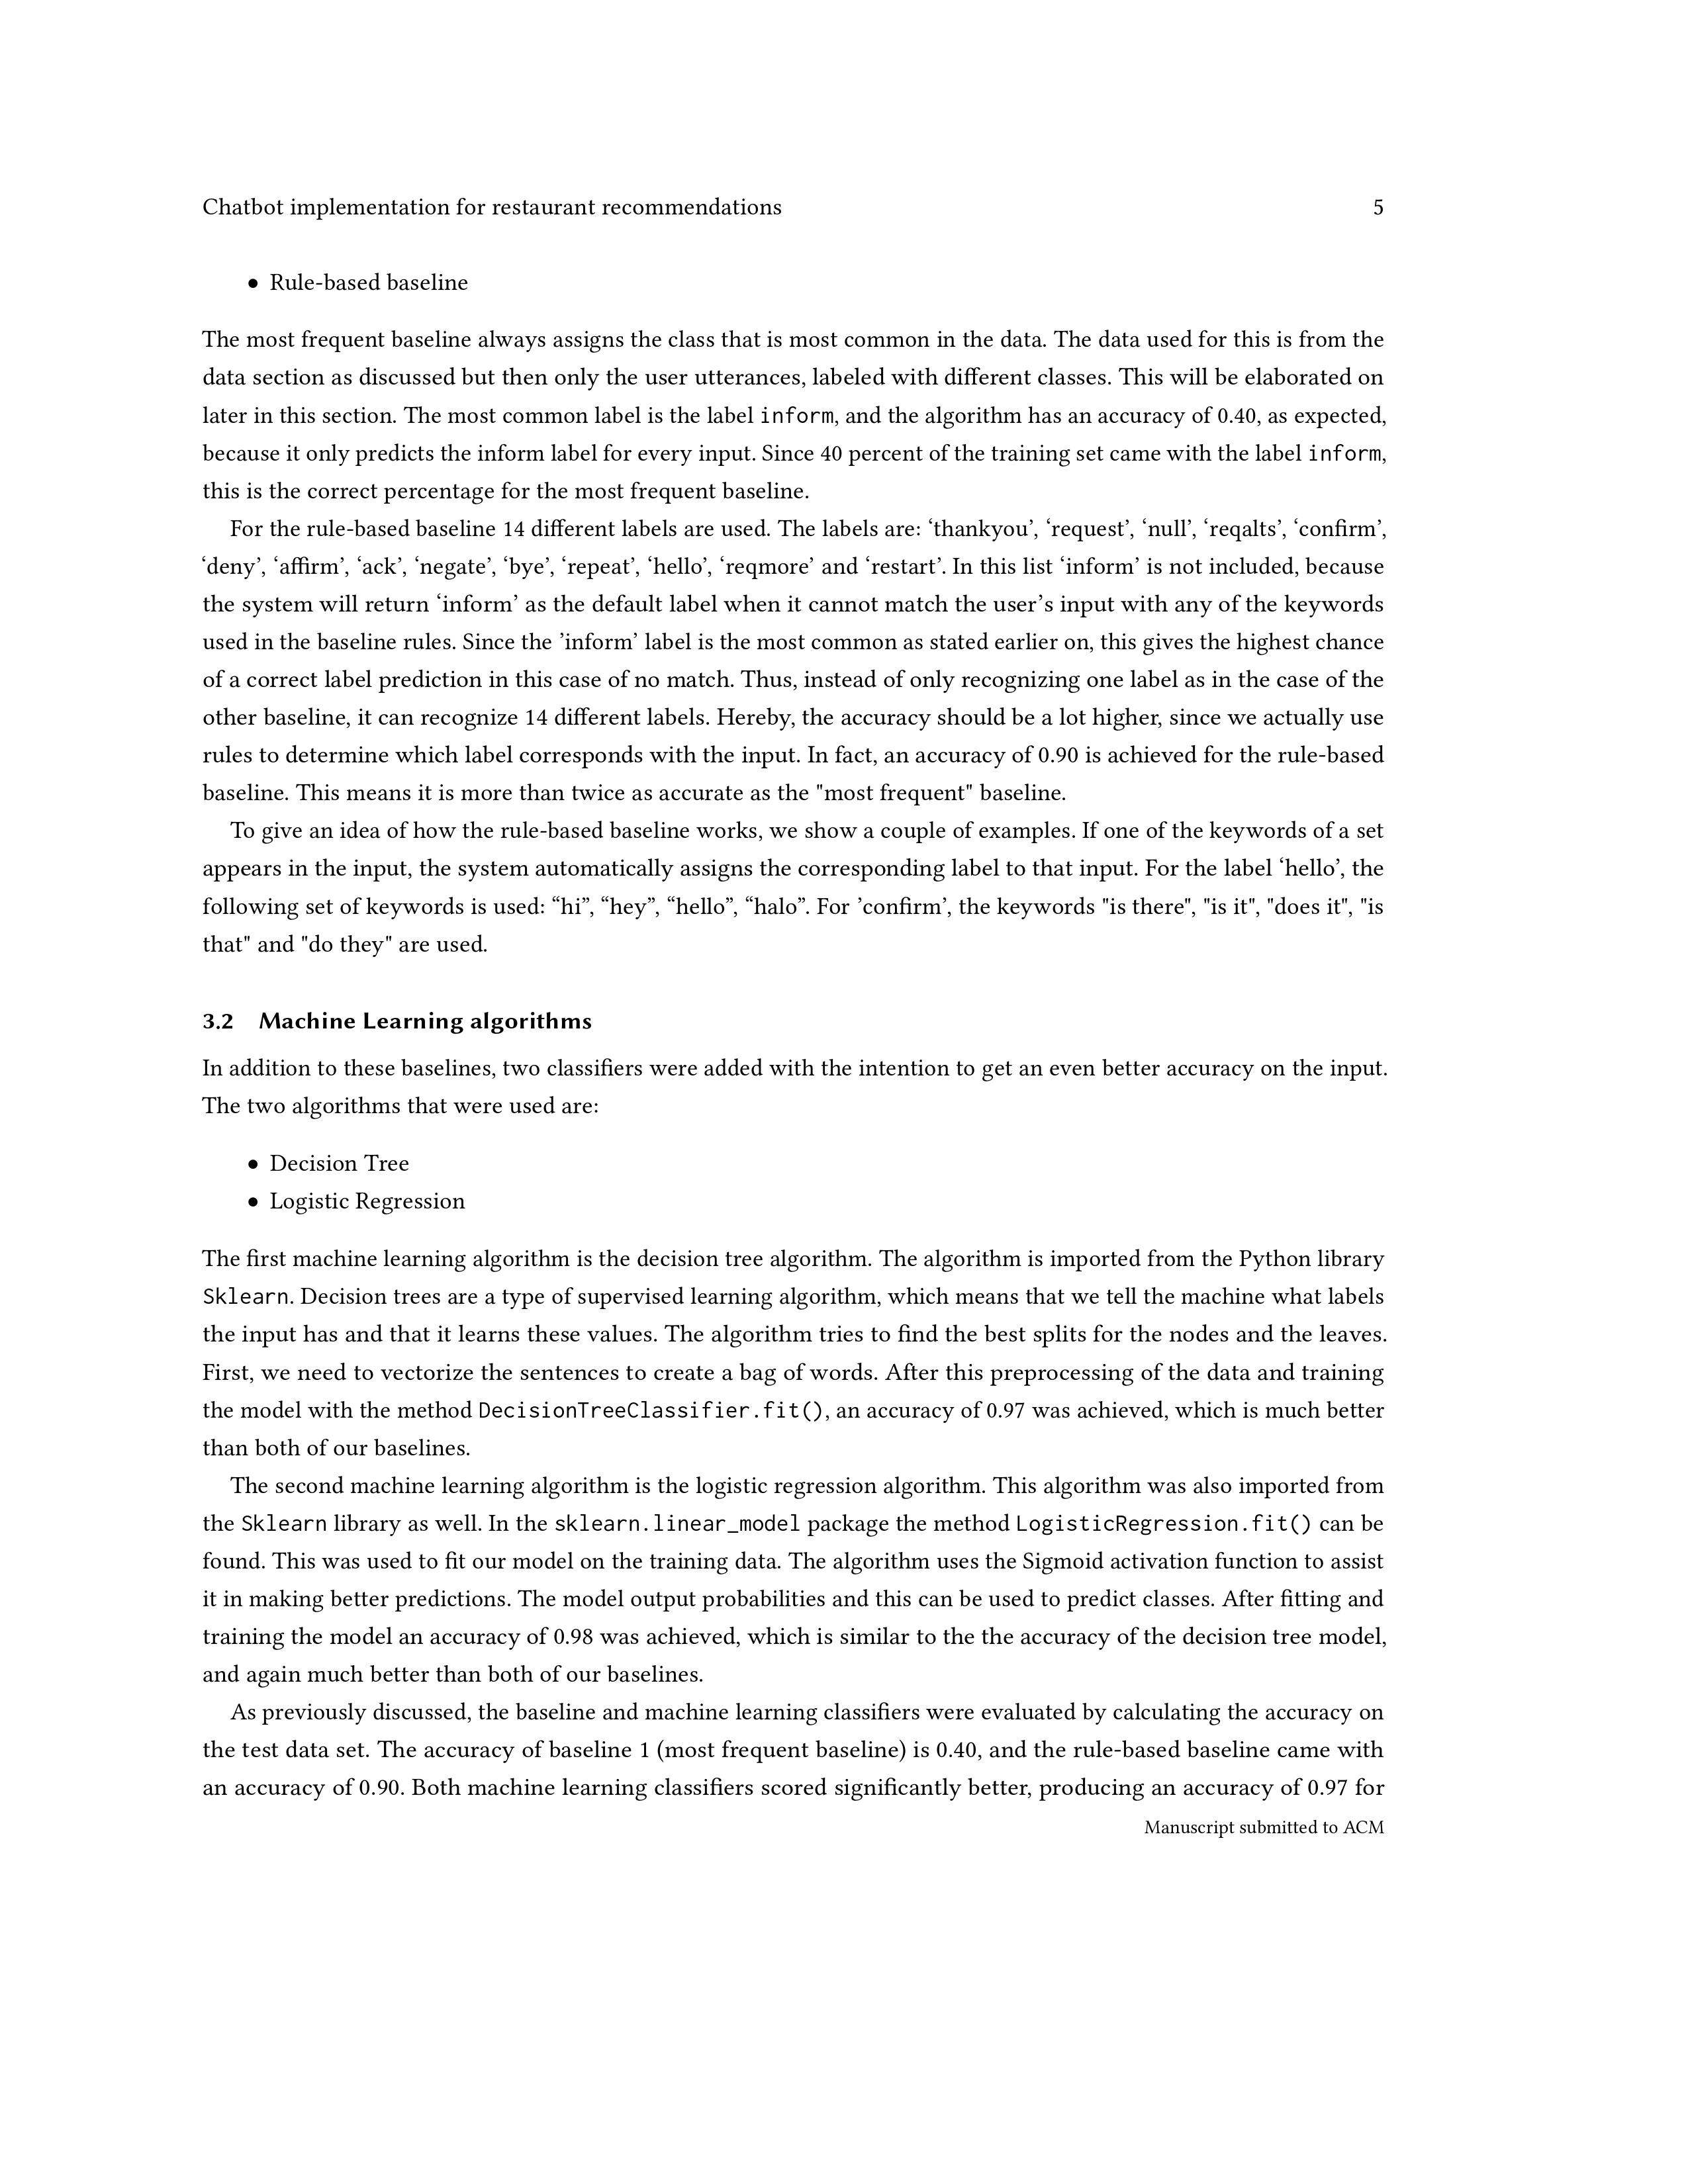 Chatbot implementation for restaurant recommendations 5
• Rule-based baseline
The most frequent baseline always assigns the class that is most common in the data. The data used for this is from the
data section as discussed but then only the user utterances, labeled with different classes. This will be elaborated on
later in this section. The most common label is the label inform, and the algorithm has an accuracy of 0.40, as expected,
because it only predicts the inform label for every input. Since 40 percent of the training set came with the label inform,
this is the correct percentage for the most frequent baseline.
For the rule-based baseline 14 different labels are used. The labels are: ‘thankyou’, ‘request’, ‘null’, ‘reqalts’, ‘confirm’,
‘deny’, ‘affirm’, ‘ack’, ‘negate’, ‘bye’, ‘repeat’, ‘hello’, ‘reqmore’ and ‘restart’. In this list ‘inform’ is not included, because
the system will return ‘inform’ as the default label when it cannot match the user’s input with any of the keywords
used in the baseline rules. Since the ’inform’ label is the most common as stated earlier on, this gives the highest chance
of a correct label prediction in this case of no match. Thus, instead of only recognizing one label as in the case of the
other baseline, it can recognize 14 different labels. Hereby, the accuracy should be a lot higher, since we actually use
rules to determine which label corresponds with the input. In fact, an accuracy of 0.90 is achieved for the rule-based
baseline. This means it is more than twice as accurate as the "most frequent" baseline.
To give an idea of how the rule-based baseline works, we show a couple of examples. If one of the keywords of a set
appears in the input, the system automatically assigns the corresponding label to that input. For the label ‘hello’, the
following set of keywords is used: “hi”, “hey”, “hello”, “halo”. For ’confirm’, the keywords "is there", "is it", "does it", "is
that" and "do they" are used.
3.2 Machine Learning algorithms
In addition to these baselines, two classifiers were added with the intention to get an even better accuracy on the input.
The two algorithms that were used are:
• Decision Tree
• Logistic Regression
The first machine learning algorithm is the decision tree algorithm. The algorithm is imported from the Python library
Sklearn. Decision trees are a type of supervised learning algorithm, which means that we tell the machine what labels
the input has and that it learns these values. The algorithm tries to find the best splits for the nodes and the leaves.
First, we need to vectorize the sentences to create a bag of words. After this preprocessing of the data and training
the model with the method DecisionTreeClassifier.fit(), an accuracy of 0.97 was achieved, which is much better
than both of our baselines.
The second machine learning algorithm is the logistic regression algorithm. This algorithm was also imported from
the Sklearn library as well. In the sklearn.linear_model package the method LogisticRegression.fit() can be
found. This was used to fit our model on the training data. The algorithm uses the Sigmoid activation function to assist
it in making better predictions. The model output probabilities and this can be used to predict classes. After fitting and
training the model an accuracy of 0.98 was achieved, which is similar to the the accuracy of the decision tree model,
and again much better than both of our baselines.
As previously discussed, the baseline and machine learning classifiers were evaluated by calculating the accuracy on
the test data set. The accuracy of baseline 1 (most frequent baseline) is 0.40, and the rule-based baseline came with
an accuracy of 0.90. Both machine learning classifiers scored significantly better, producing an accuracy of 0.97 for
Manuscript submitted to ACM